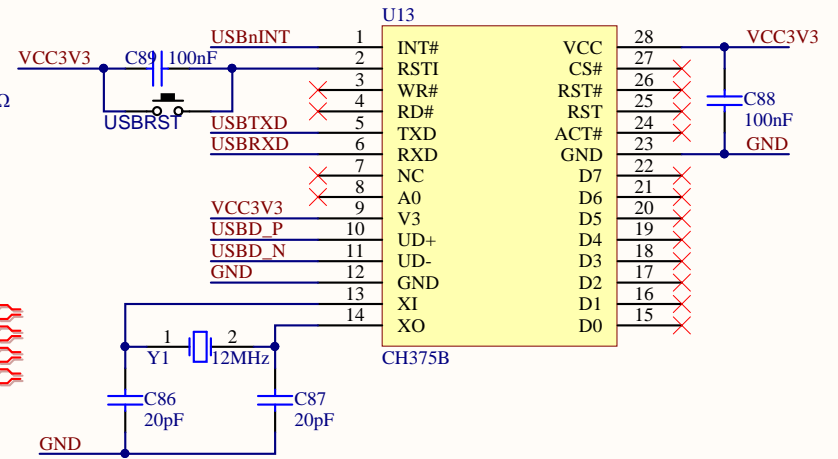 U13
USBnINT 1 INT# VCC 28 VCC3V3
VCC3V3 C89 100nF 2 RSTI CS# 27
3 WR# RST# 26
Ω USBRST 4 RD# RST 25 C88
USBTXD 5 TXD ACT# 24 100nF
USBRXD 6 RXD GND 23 GND
7 NC D7 22
8 A0 D6 21
VCC3V3 9 V3 D5 20
USBD_P 10 UD+ D4 19
USBD_N 11 UD- D3 18
GND 12 GND D2 17
13 XI D1 16
14 XO D0 15
1 2
Y1 12MHz CH375B
C86 C87
20pF 20pF
GND